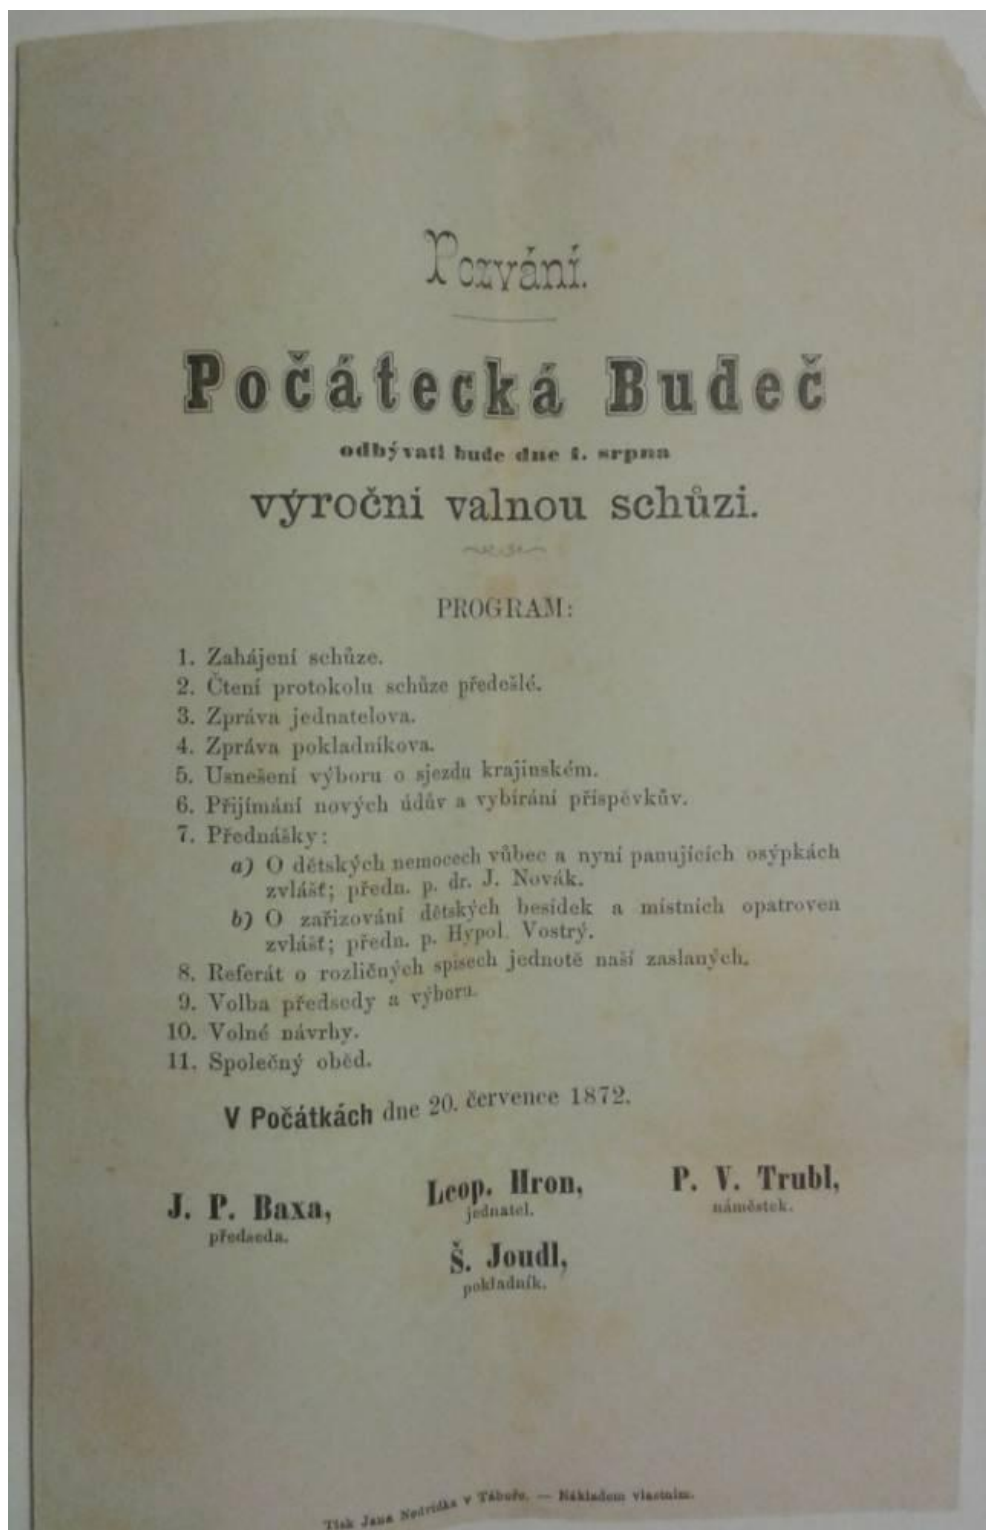 Pozvání.
Počátecká Budeč
odbývati bude dne 1. srpna
výroční valnou schůzi.
PROGRAM:
1. Zahájení schůze.
2. Čtení protokolu schůze předešlé.
3. Zpráva jednatelova.
4. Zpráva pokladníkova.
5. Usnešení výboru o sjezdu krajinském.
6. Přijímání nových údův a vybírání příspěvkův.
7. Přednášky:
a) O dětských nemocech vůbec a nyní panujících osýpkách
zvlášť; předn. p. dr. J. Novák.
b) O zařizování dětských besídek a místních opatroven
zvlášť; předn. p. Hypol. Vostrý.
8. Referát o rozličných spisech jednotě naší zaslaných.
9. Volba předsedy a výboru.
10. Volné návrhy.
11. Společný oběd.
V Počátkách dne 20. července 1872.
J. P. Baxa,
předseda.
Leop. Hron,
jednatel.
P. V. Trubl,
náměstek.
Š. Joudl,
pokladník.
Tisk Jana Nedvídka v Táboře. — Nákladem vlastním.